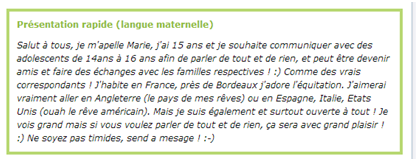 Présentation rapide (langue maternelle)
Salut à tous, je m'apelle Marie, j'ai 15 ans et je souhaite communiquer avec des
adolescents de 14ans à 16 ans afin de parler de tout et de rien, et peut être devenir
amis et faire des échanges avec les familles respectives ! :) Comme des vrais
correspondants ! J'habite en France, près de Bordeaux j'adore l'équitation. J'aimerai
vraiment aller en Angleterre (le pays de mes rêves) ou en Espagne, Italie, Etats
Unis (ouah le rêve américain). Mais je suis également et surtout ouverte à tout ! Je
vois grand mais si vous voulez parler de tout et de rien, ça sera avec grand plaisir !
:) Ne soyez pas timides, send a mesage ! :-)